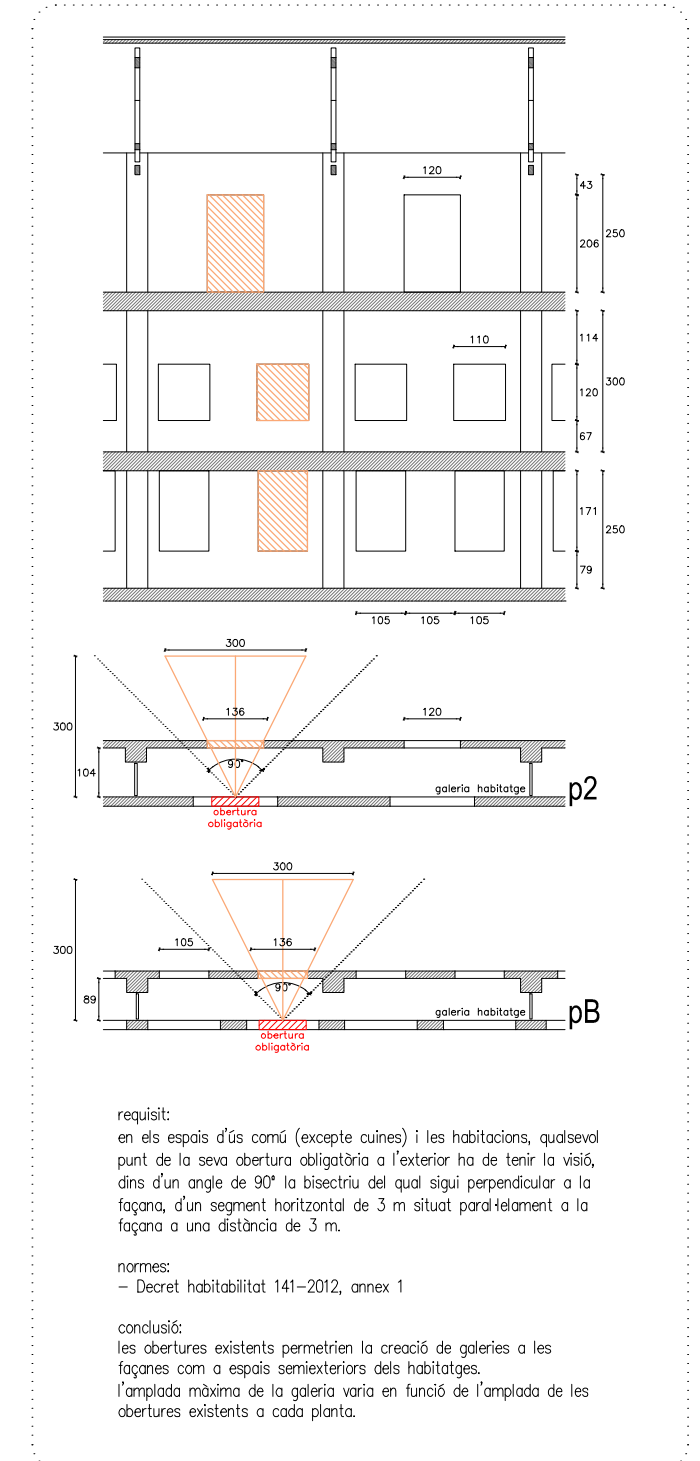 120
43
206
250
110
114
120
300
67
171
250
79
105 105 105
300
300
136
120
104
90°
galeria habitatge
p2
obertura
obligatòria
300
300
105
136
89
90°
galeria habitatge
pB
obertura
obligatòria
requisit:
en els espais d'ús comú (excepte cuines) i les habitacions, qualsevol
punt de la seva obertura obligatòria a l'exterior ha de tenir la visió,
dins d'un angle de 90° la bisectriu del qual sigui perpendicular a la
façana, d'un segment horitzontal de 3 m situat paral·lelament a la
façana a una distància de 3 m.
normes:
– Decret habitabilitat 141–2012, annex 1
conclusió:
les obertures existents permetrien la creació de galeries a les
façanes com a espais semiexteriors dels habitatges.
l'amplada màxima de la galeria varia en funció de l'amplada de les
obertures existents a cada planta.